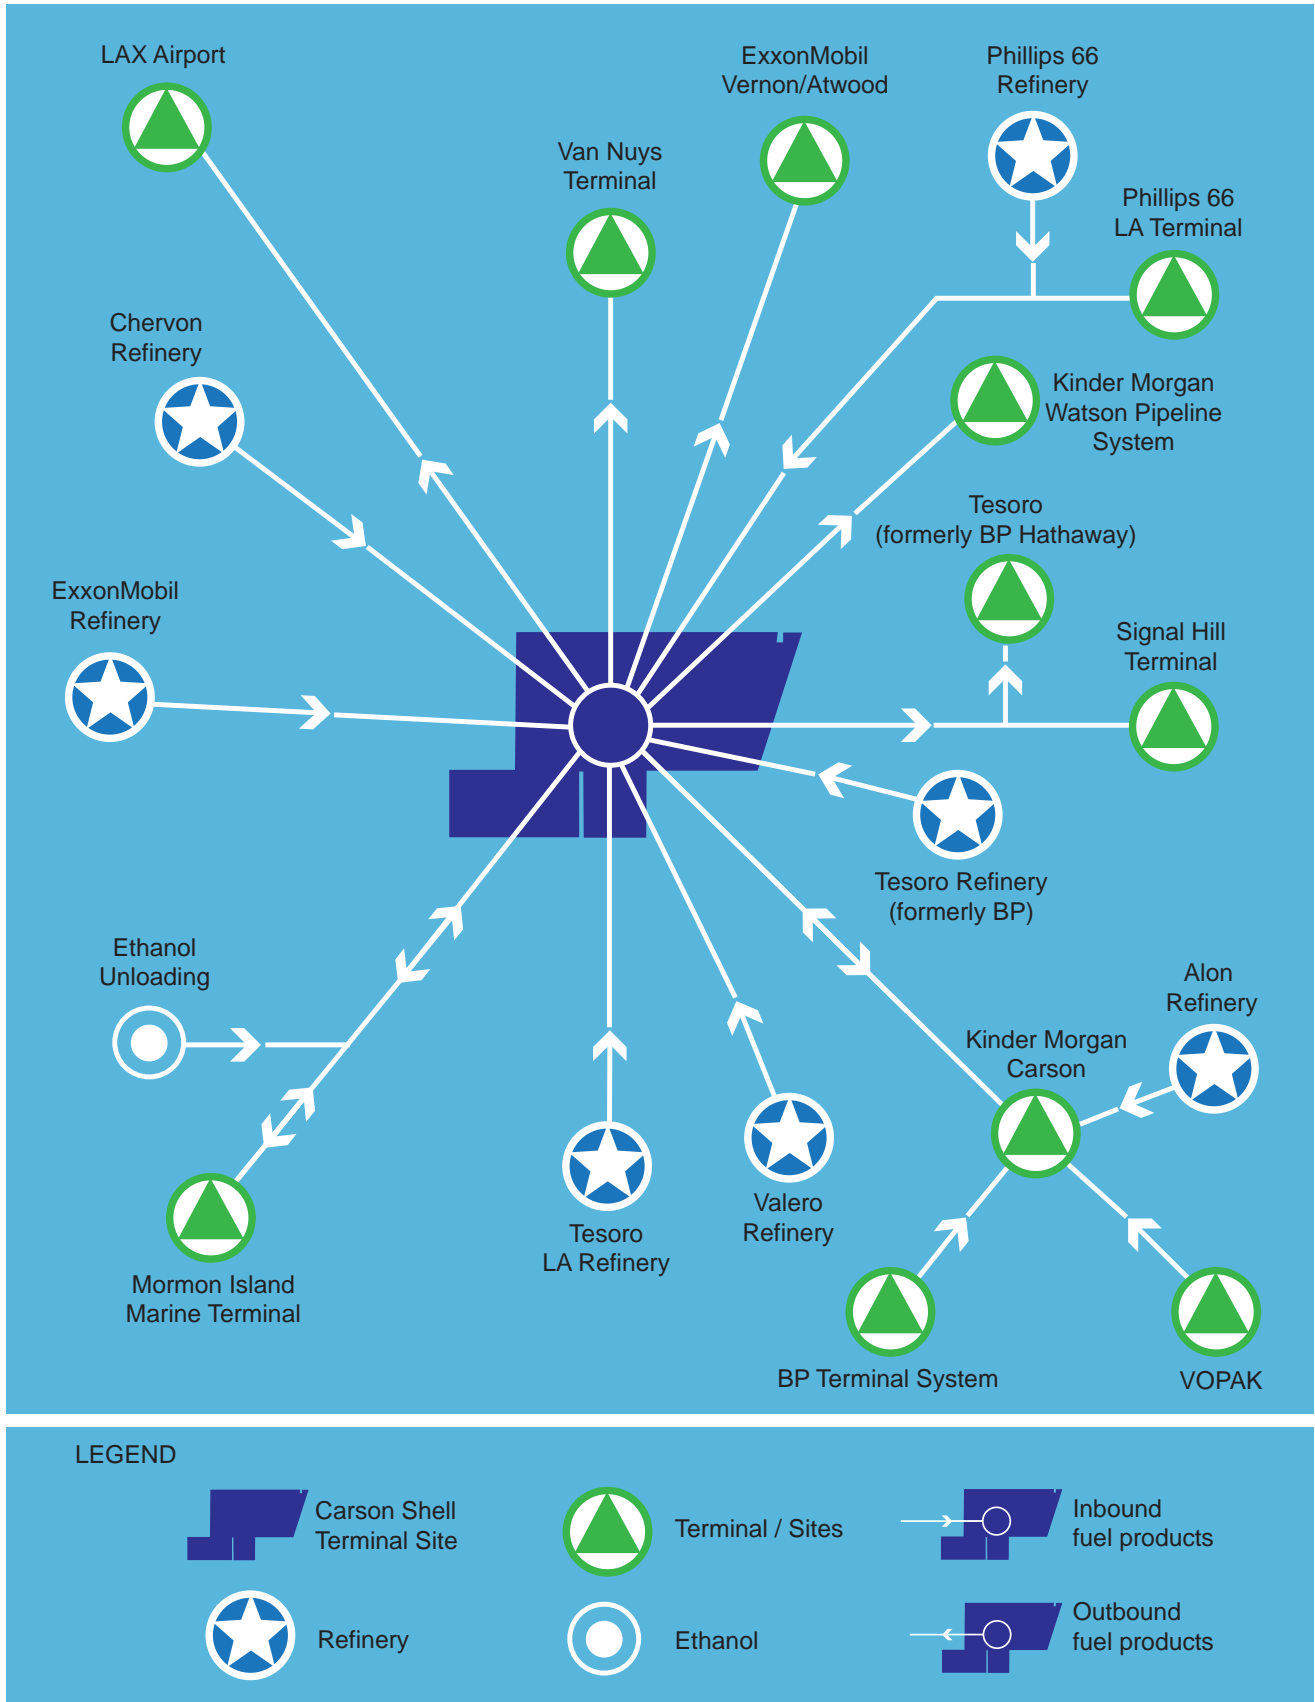 LAX Airport
ExxonMobil
Vernon/Atwood
Phillips 66
Refinery
Van Nuys
Terminal
Phillips 66
LA Terminal
Chervon
Refinery
Kinder Morgan
Watson Pipeline
System
Tesoro
(formerly BP Hathaway)
ExxonMobil
Refinery
Signal Hill
Terminal
Tesoro Refinery
(formerly BP)
Ethanol
Unloading
Alon
Refinery
Kinder Morgan
Carson
Valero
Refinery
Tesoro
LA Refinery
Mormon Island
Marine Terminal
BP Terminal System
VOPAK
LEGEND
Carson Shell
Terminal Site
Terminal / Sites
Inbound
fuel products
Refinery
Ethanol
Outbound
fuel products